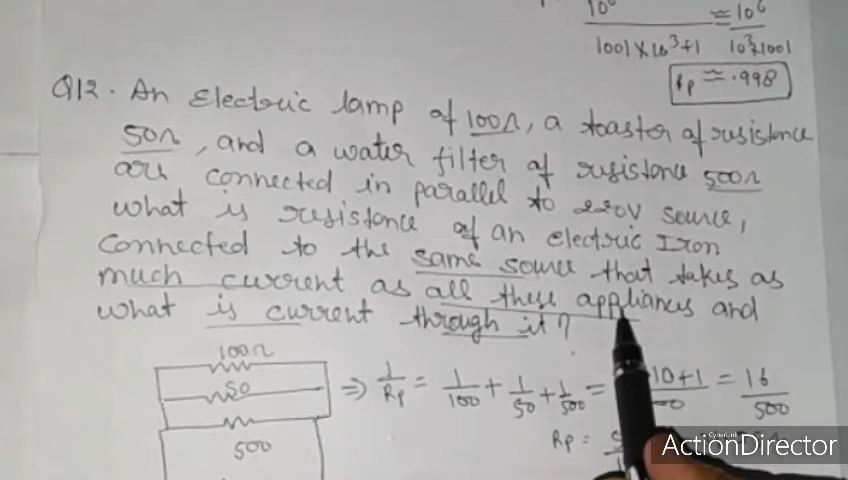 10⁶ ≈ 10⁶
1001×10³+1 10³×1001
Rp ≈ .998
Q12. An Electric lamp of 100Ω, a toaster of resistance
50Ω, and a water filter of resistance 500Ω
are connected in parallel to 220V source,
what is resistance of an electric Iron
connected to the same source that takes as
much current as all these appliances and
what is current through it?
100Ω
50
500
⇒ 1/Rp = 1/100 + 1/50 + 1/500 = 10+1 = 16/500
Rp =
CyberLink
ActionDirector